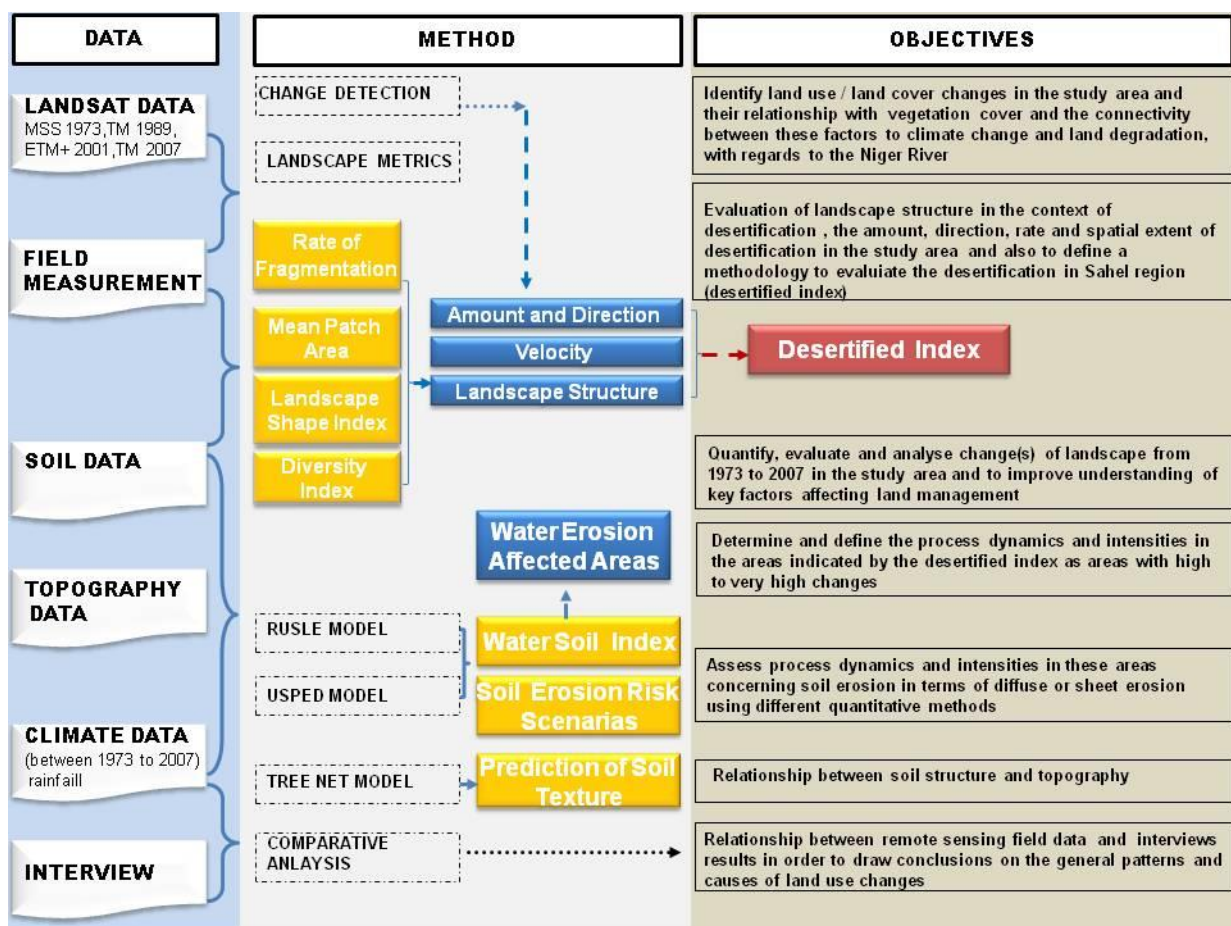 DATA
METHOD
OBJECTIVES
LANDSAT DATA
MSS 1973,TM 1989,
ETM+ 2001,TM 2007
FIELD
MEASUREMENT
SOIL DATA
TOPOGRAPHY
DATA
CLIMATE DATA
(between 1973 to 2007)
rainfaill
INTERVIEW
CHANGE DETECTION
LANDSCAPE METRICS
Rate of
Fragmentation
Mean Patch
Area
Landscape
Shape Index
Diversity
Index
Amount and Direction
Velocity
Landscape Structure
Desertified Index
Water Erosion
Affected Areas
RUSLE MODEL
USPED MODEL
Water Soil Index
Soil Erosion Risk
Scenarias
TREE NET MODEL
Prediction of Soil
Texture
COMPARATIVE
ANLAYSIS
Identify land use / land cover changes in the study area and
their relationship with vegetation cover and the connectivity
between these factors to climate change and land degradation,
with regards to the Niger River
Evaluation of landscape structure in the context of
desertification , the amount, direction, rate and spatial extent of
desertification in the study area and also to define a
methodology to evaluiate the desertification in Sahel region
(desertified index)
Quantify, evaluate and analyse change(s) of landscape from
1973 to 2007 in the study area and to improve understanding of
key factors affecting land management
Determine and define the process dynamics and intensities in
the areas indicated by the desertified index as areas with high
to very high changes
Assess process dynamics and intensities in these areas
concerning soil erosion in terms of diffuse or sheet erosion
using different quantitative methods
Relationship between soil structure and topography
Relationship between remote sensing field data and interviews
results in order to draw conclusions on the general patterns and
causes of land use changes